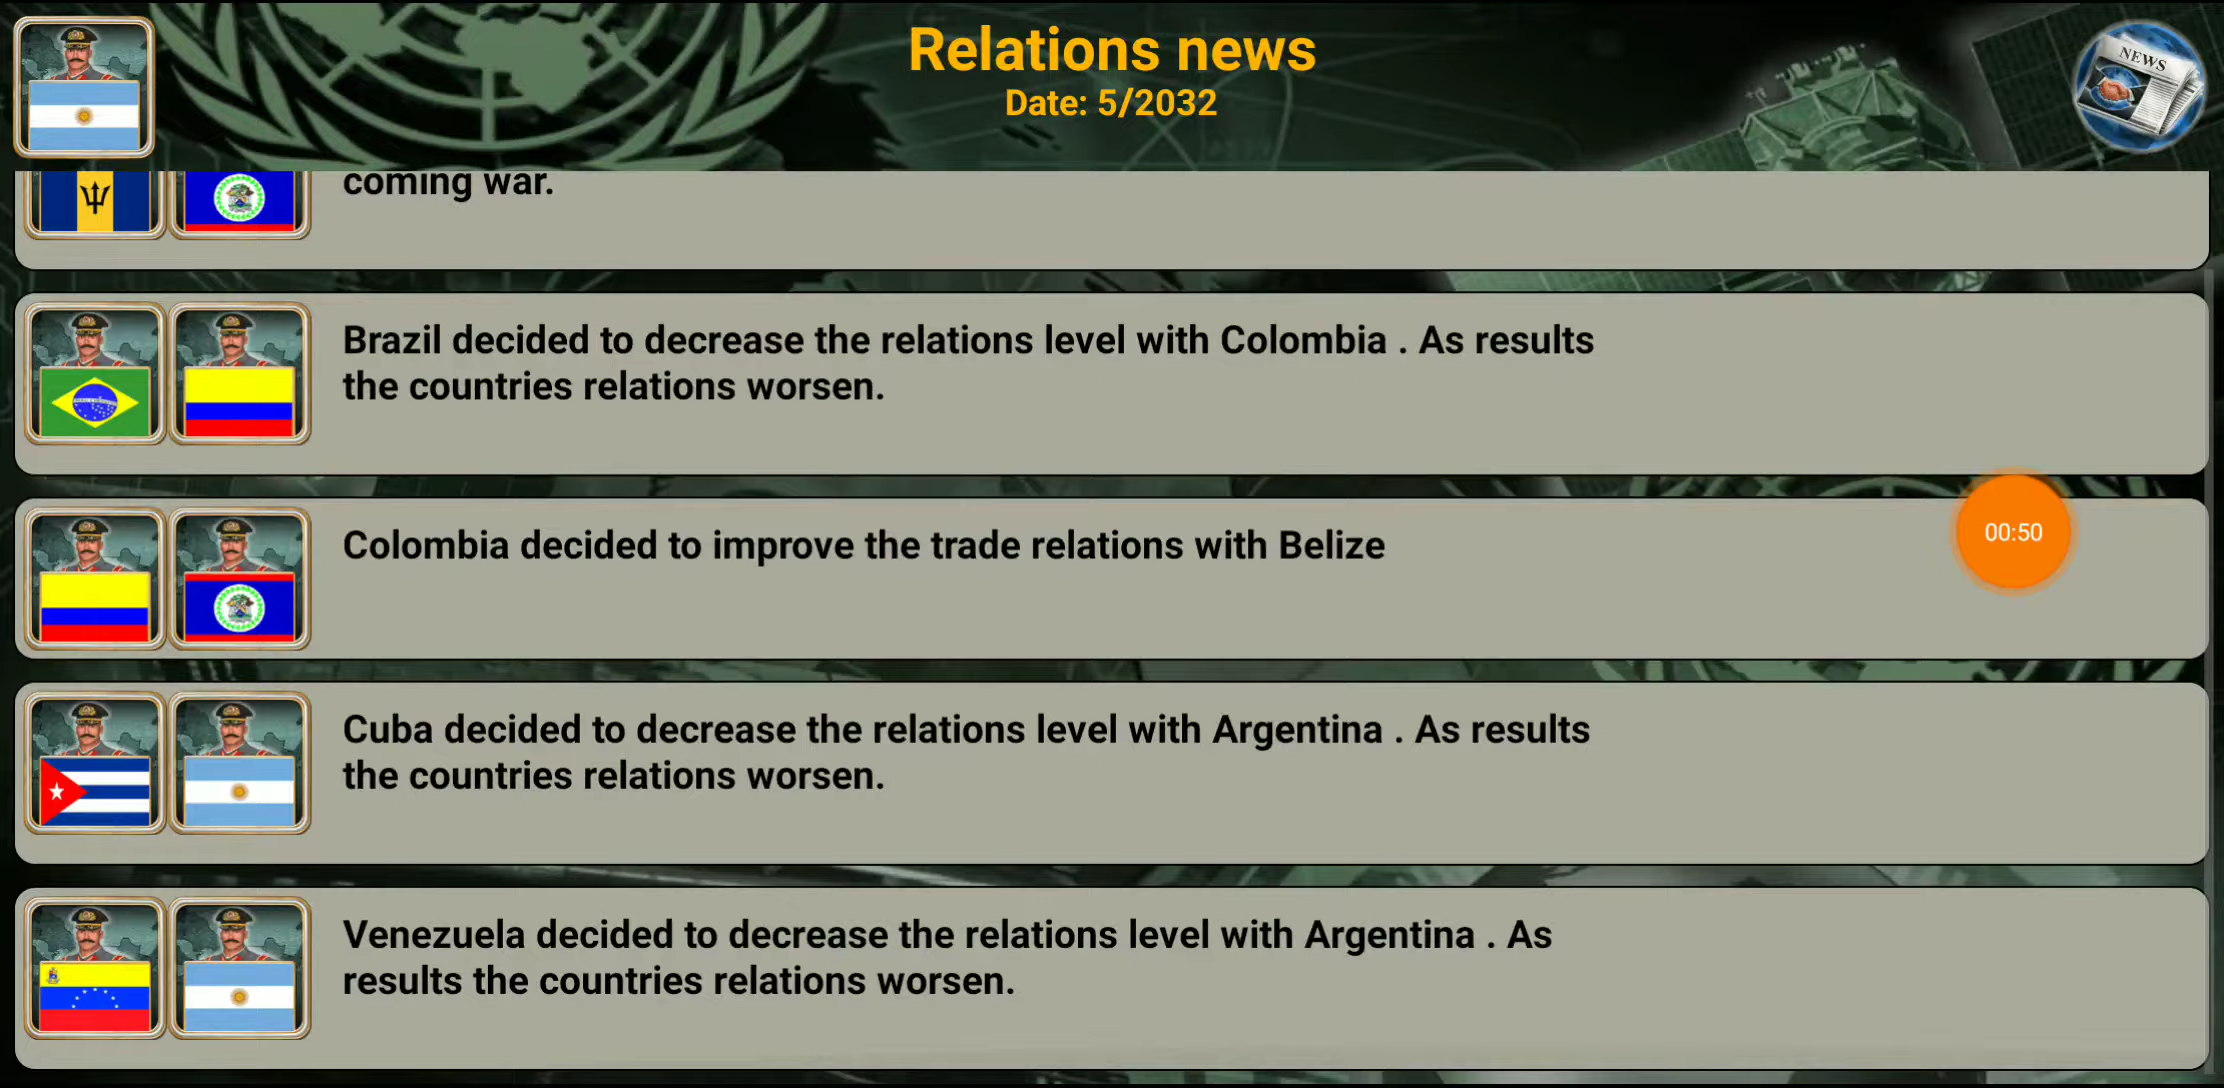 Relations news
Date: 5/2032
NEWS
coming war.
Brazil decided to decrease the relations level with Colombia . As results
the countries relations worsen.
Colombia decided to improve the trade relations with Belize
00:50
Cuba decided to decrease the relations level with Argentina . As results
the countries relations worsen.
Venezuela decided to decrease the relations level with Argentina . As
results the countries relations worsen.